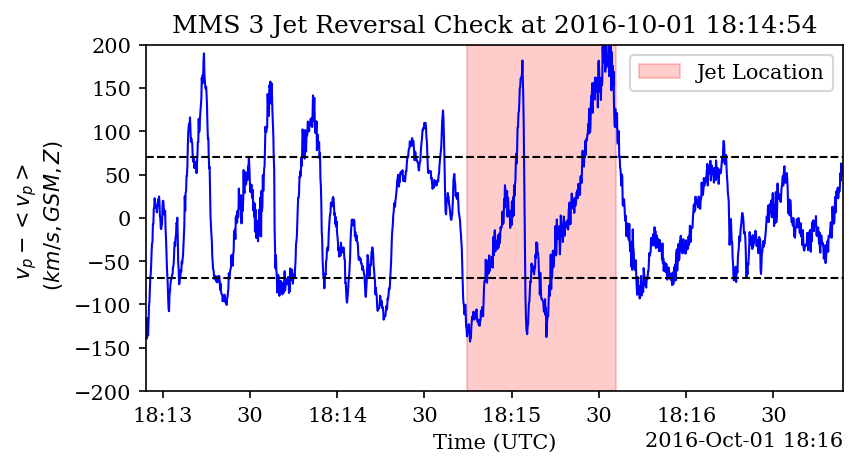 MMS 3 Jet Reversal Check at 2016-10-01 18:14:54
v_p − <v_p>
(km/s, GSM, Z)
200
150
100
50
0
−50
−100
−150
−200
Jet Location
18:13 30 18:14 30 18:15 30 18:16 30
Time (UTC) 2016-Oct-01 18:16